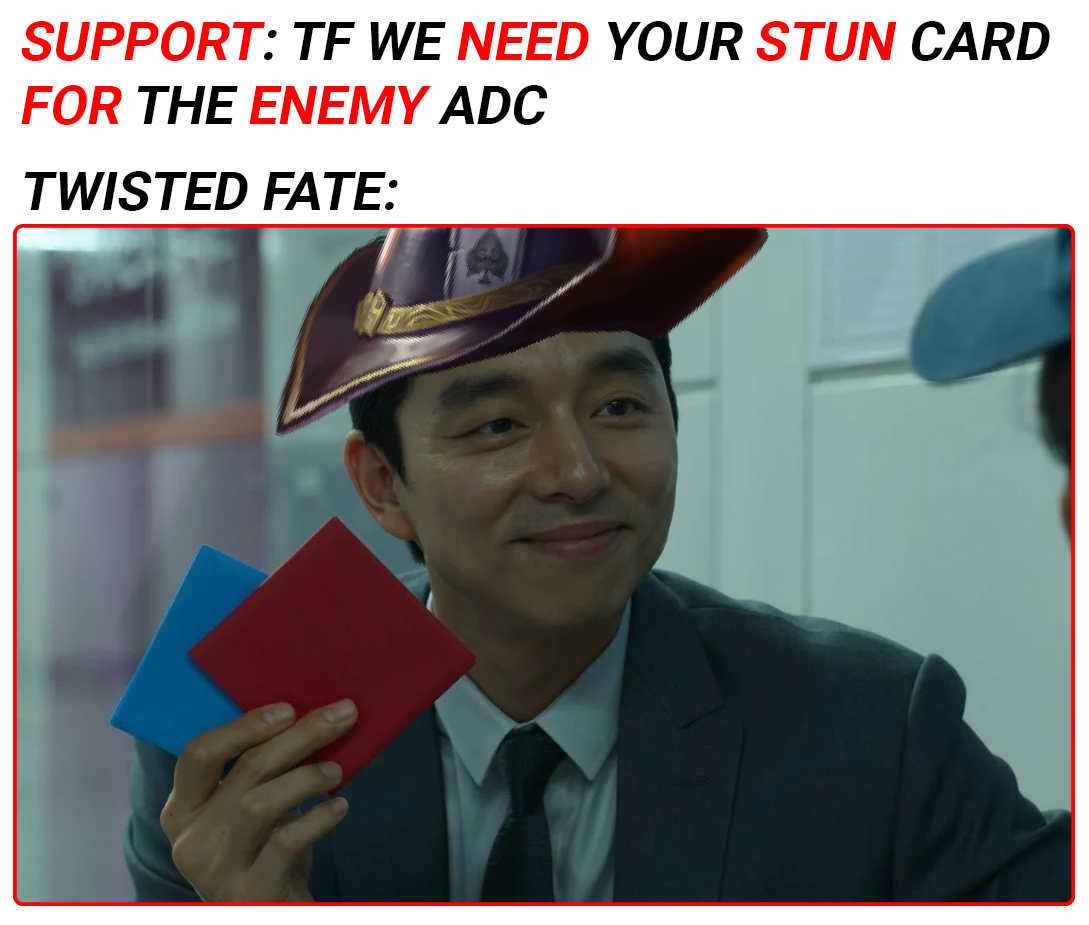 SUPPORT: TF WE NEED YOUR STUN CARD
FOR THE ENEMY ADC
TWISTED FATE: